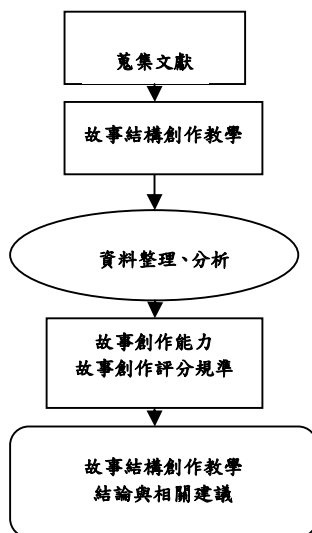 蒐集文獻
故事結構創作教學
資料整理、分析
故事創作能力
故事創作評分規準
故事結構創作教學
結論與相關建議